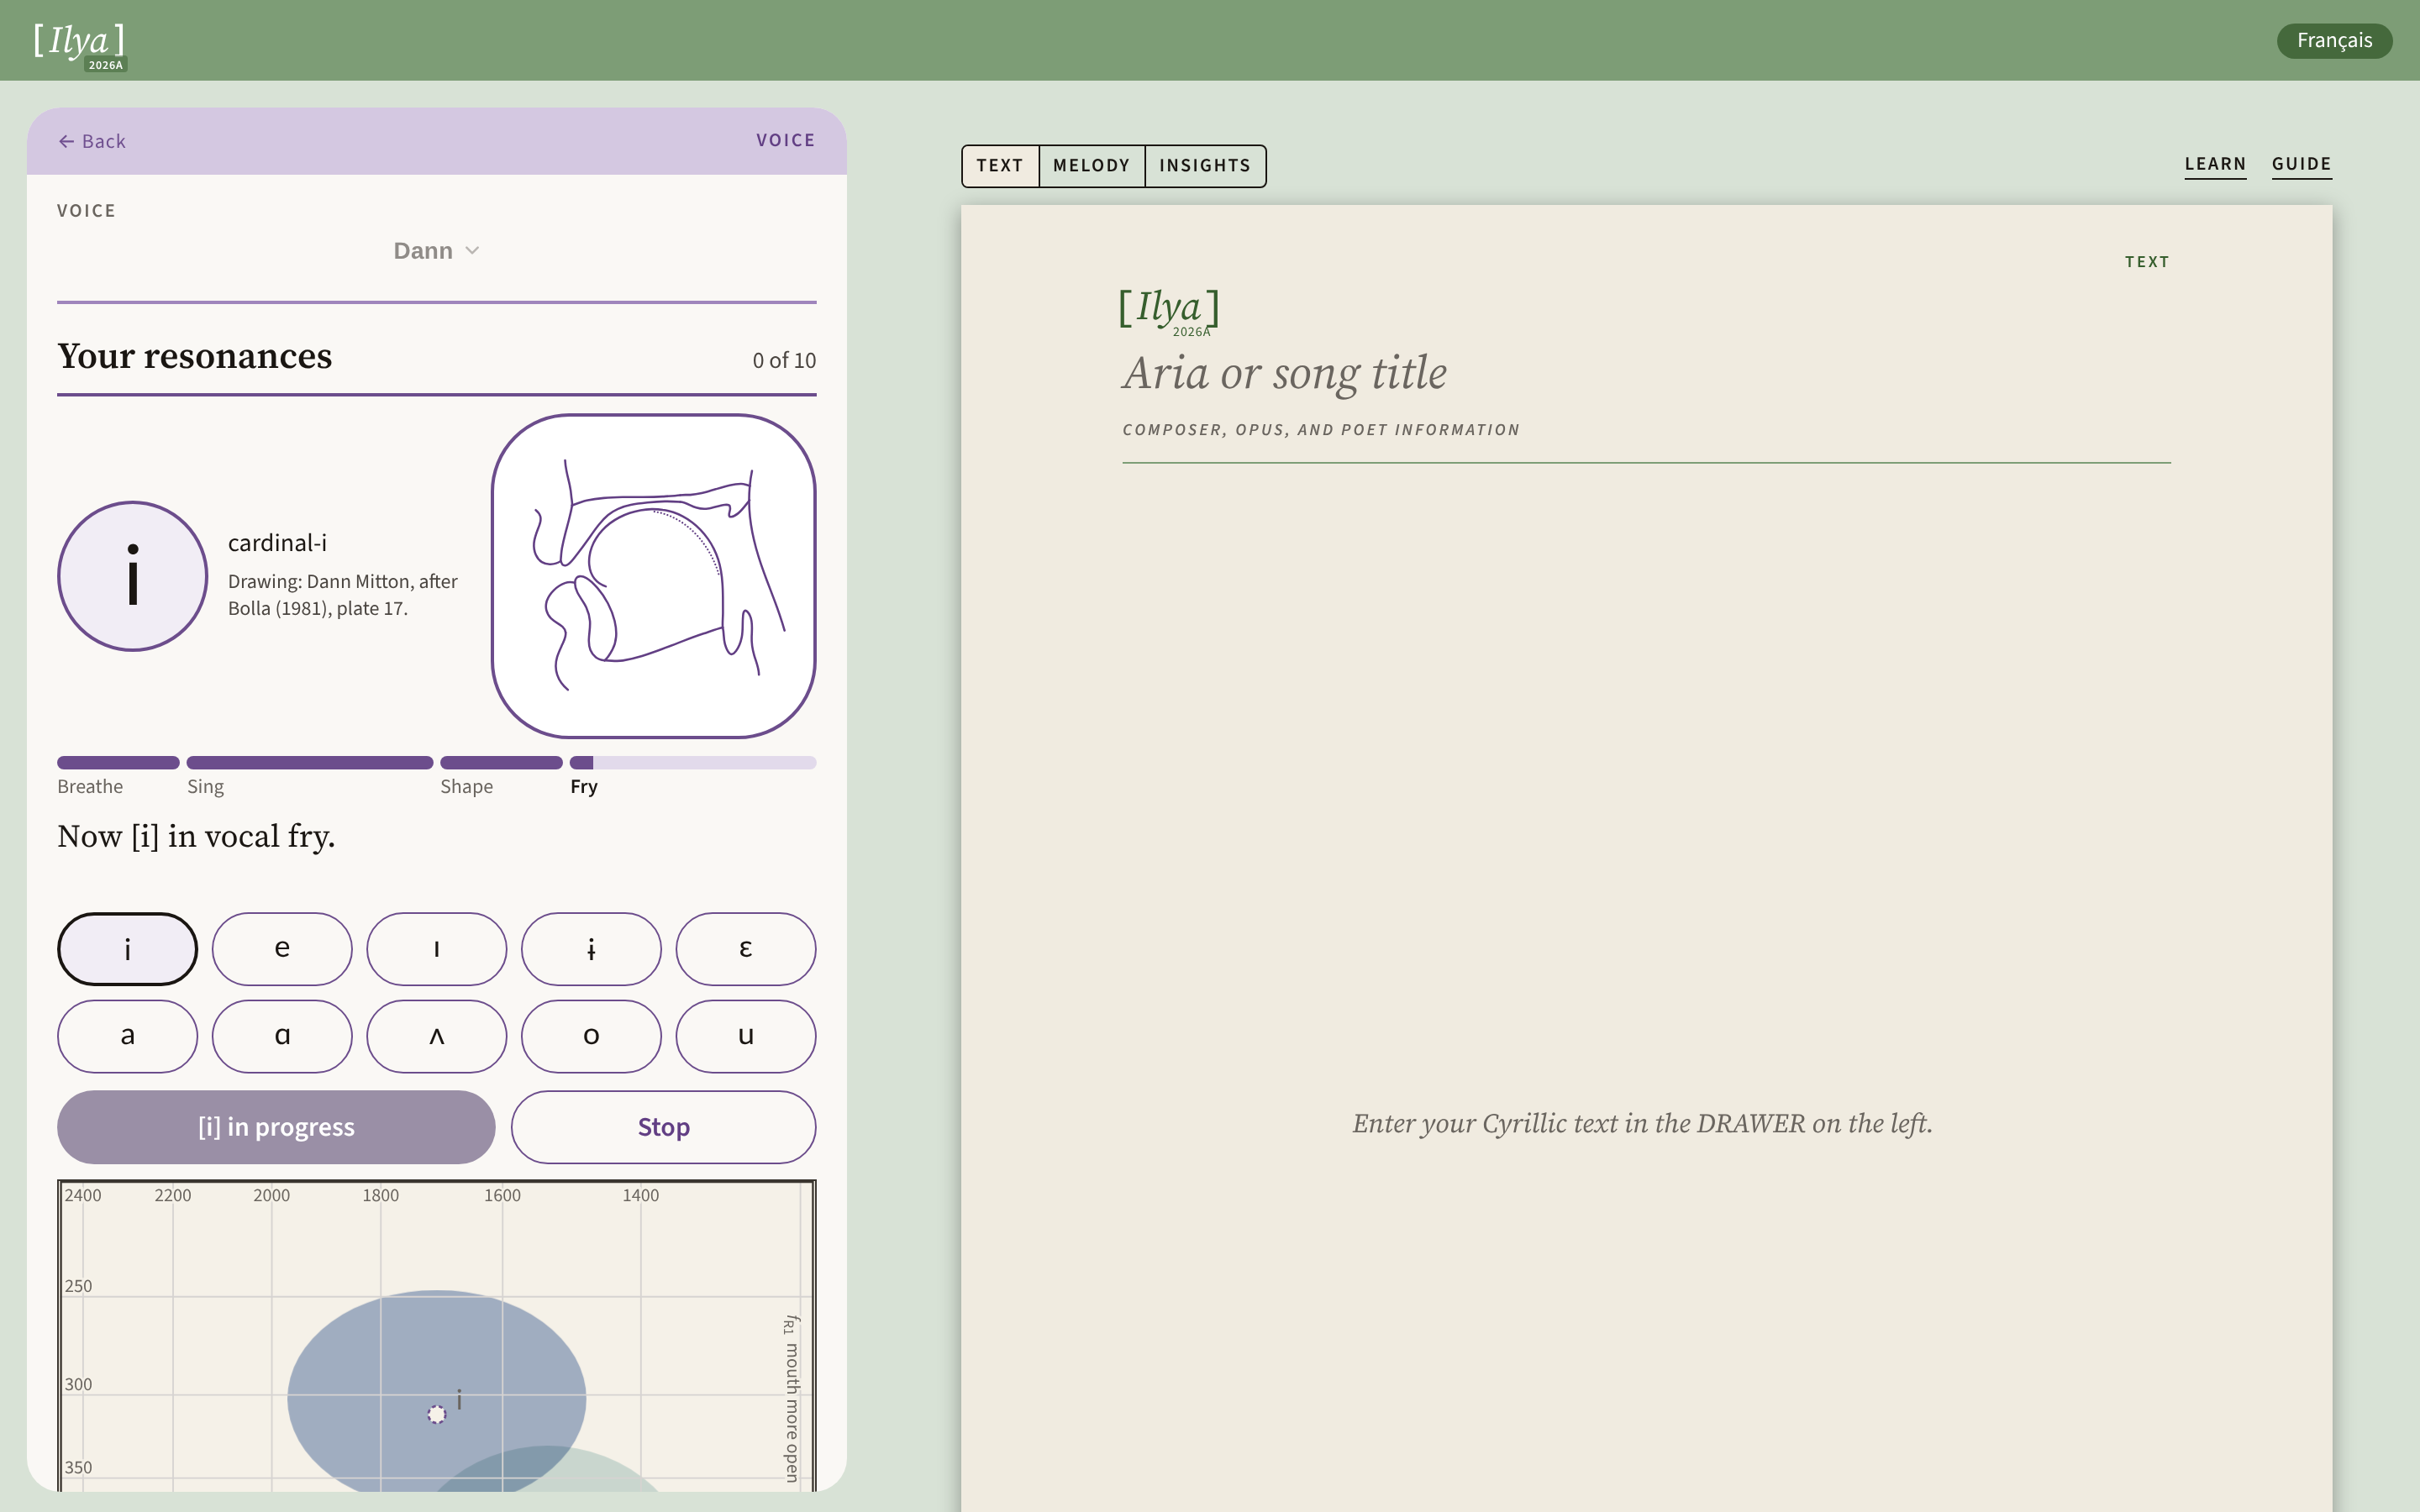 [Ilya]
2026A
Français
← Back
VOICE
VOICE
Dann
Your resonances
0 of 10
i
cardinal-i
Drawing: Dann Mitton, after
Bolla (1981), plate 17.
Breathe
Sing
Shape
Fry
Now [i] in vocal fry.
i
e
ɪ
ɨ
ɛ
a
ɑ
ʌ
o
u
[i] in progress
Stop
2400
2200
2000
1800
1600
1400
250
300
350
i
fR1 mouth more open
TEXT
MELODY
INSIGHTS
LEARN
GUIDE
TEXT
[Ilya]
2026A
Aria or song title
COMPOSER, OPUS, AND POET INFORMATION
Enter your Cyrillic text in the DRAWER on the left.